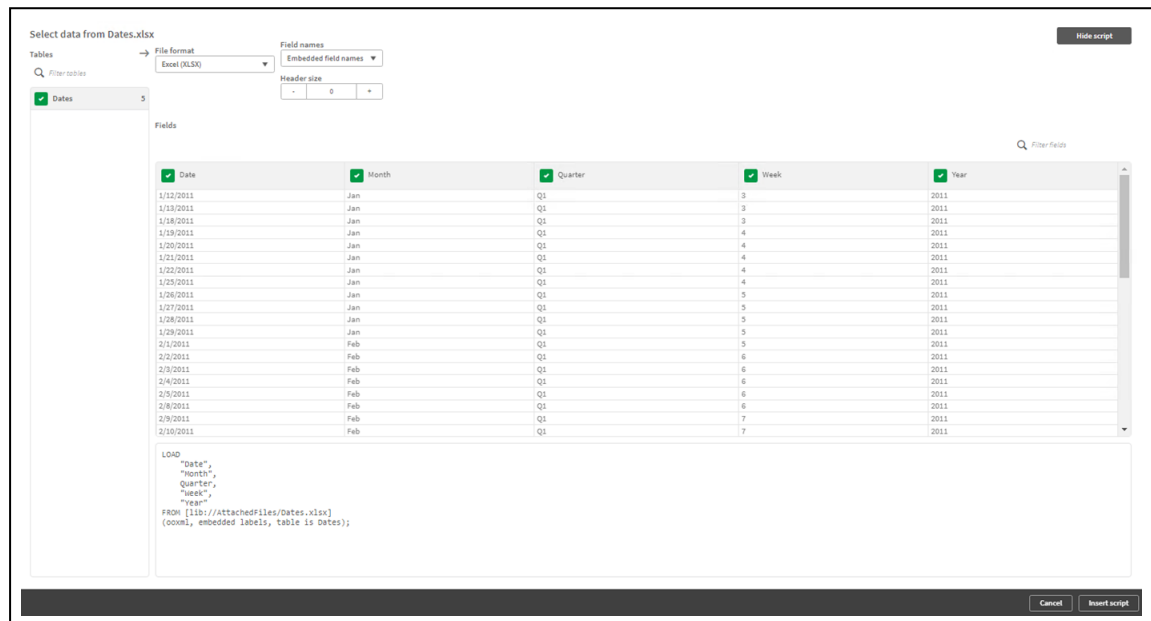 Select data from Dates.xlsx
Hide script
Tables
File format
Field names
Excel (XLSX)
Embedded field names
Filter tables
Header size
- 0 +
Dates 5
Fields
Filter fields
Date Month Quarter Week Year
1/12/2011 Jan Q1 3 2011
1/13/2011 Jan Q1 3 2011
1/18/2011 Jan Q1 3 2011
1/19/2011 Jan Q1 4 2011
1/20/2011 Jan Q1 4 2011
1/21/2011 Jan Q1 4 2011
1/22/2011 Jan Q1 4 2011
1/25/2011 Jan Q1 4 2011
1/26/2011 Jan Q1 5 2011
1/27/2011 Jan Q1 5 2011
1/28/2011 Jan Q1 5 2011
1/29/2011 Jan Q1 5 2011
2/1/2011 Feb Q1 5 2011
2/2/2011 Feb Q1 6 2011
2/3/2011 Feb Q1 6 2011
2/4/2011 Feb Q1 6 2011
2/5/2011 Feb Q1 6 2011
2/8/2011 Feb Q1 6 2011
2/9/2011 Feb Q1 7 2011
2/10/2011 Feb Q1 7 2011
LOAD
"Date",
"Month",
Quarter,
"Week",
"Year"
FROM [lib://AttachedFiles/Dates.xlsx]
(ooxml, embedded labels, table is Dates);
Cancel Insert script